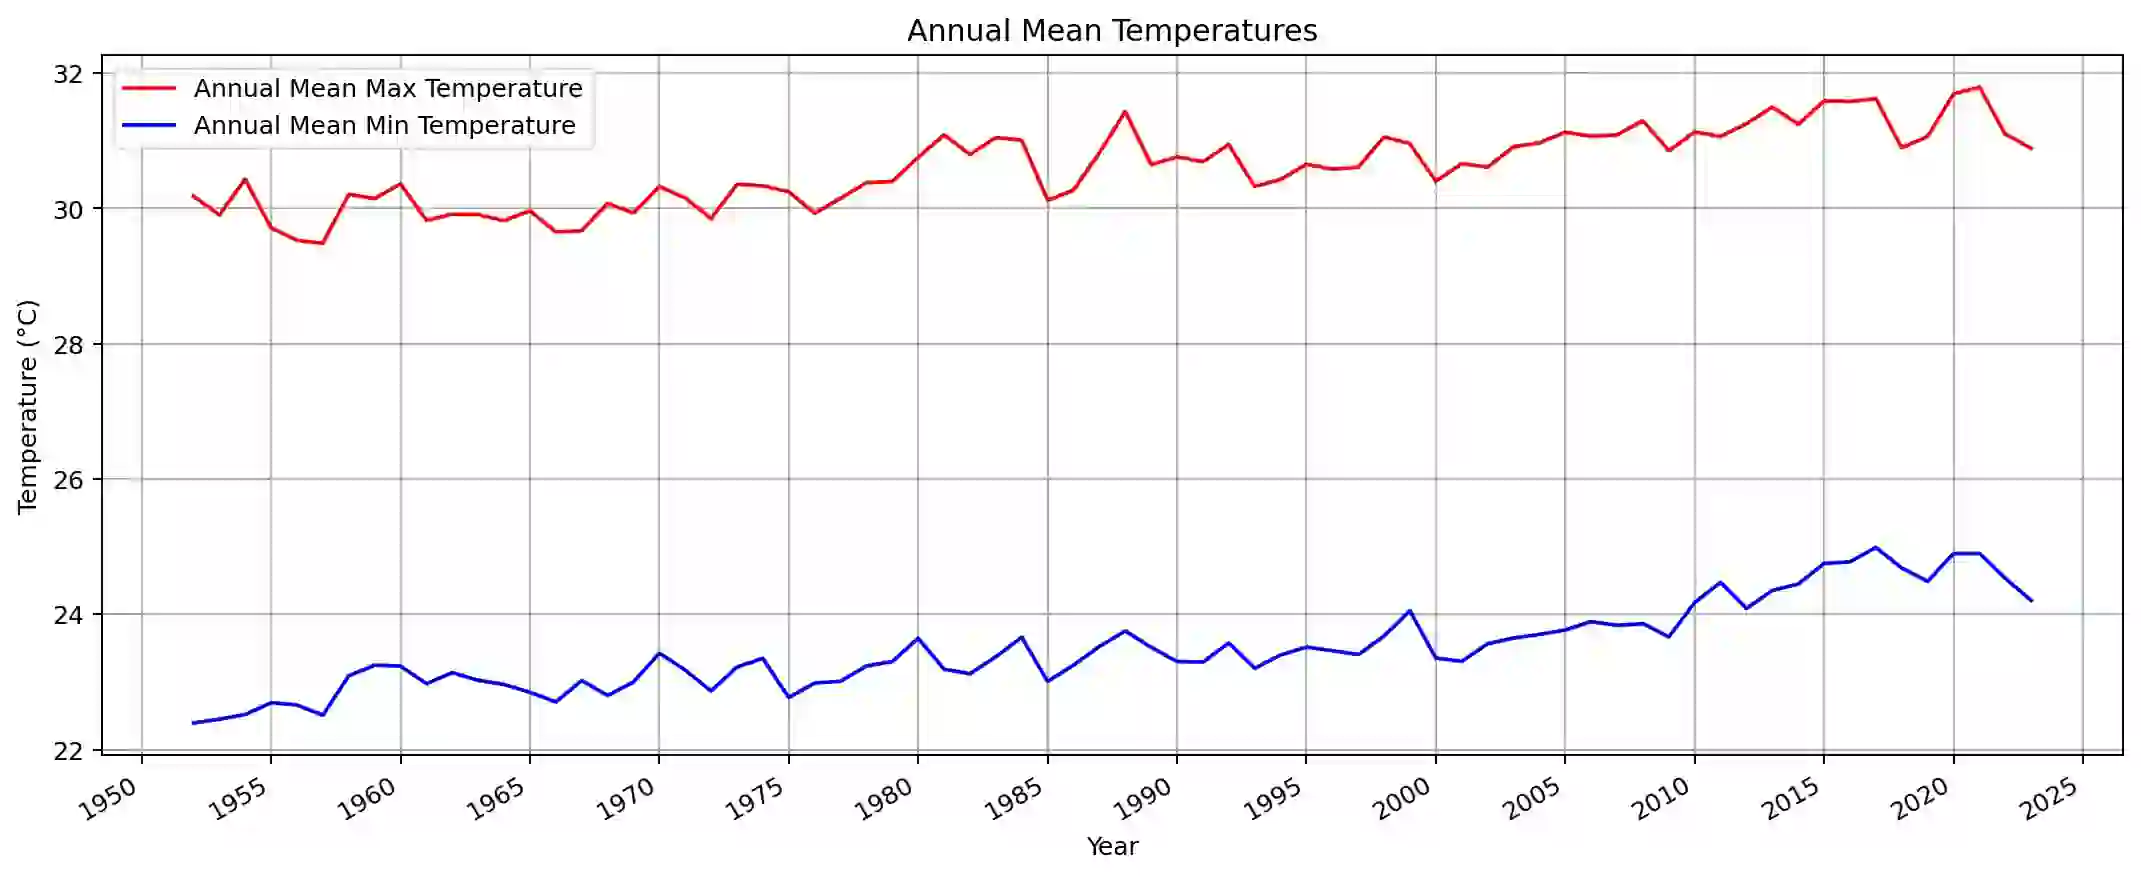 Annual Mean Temperatures
32
Annual Mean Max Temperature
Annual Mean Min Temperature
30
28
Temperature (°C)
26
24
22
1950 1955 1960 1965 1970 1975 1980 1985 1990 1995 2000 2005 2010 2015 2020 2025
Year